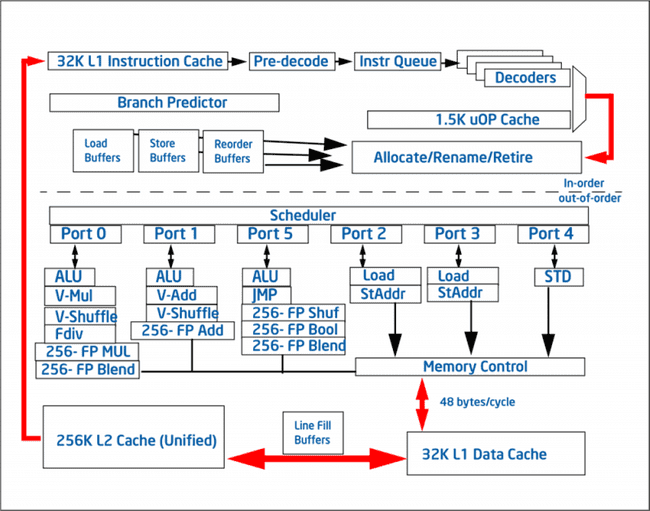 32K L1 Instruction Cache
Pre-decode
Instr Queue
Decoders
Branch Predictor
1.5K uOP Cache
Load
Buffers
Store
Buffers
Reorder
Buffers
Allocate/Rename/Retire
In-order
out-of-order
Scheduler
Port 0
Port 1
Port 5
Port 2
Port 3
Port 4
ALU
V-Mul
V-Shuffle
Fdiv
256- FP MUL
256- FP Blend
ALU
V-Add
V-Shuffle
256- FP Add
ALU
JMP
256- FP Shuf
256- FP Bool
256- FP Blend
Load
StAddr
Load
StAddr
STD
Memory Control
48 bytes/cycle
256K L2 Cache (Unified)
Line Fill
Buffers
32K L1 Data Cache